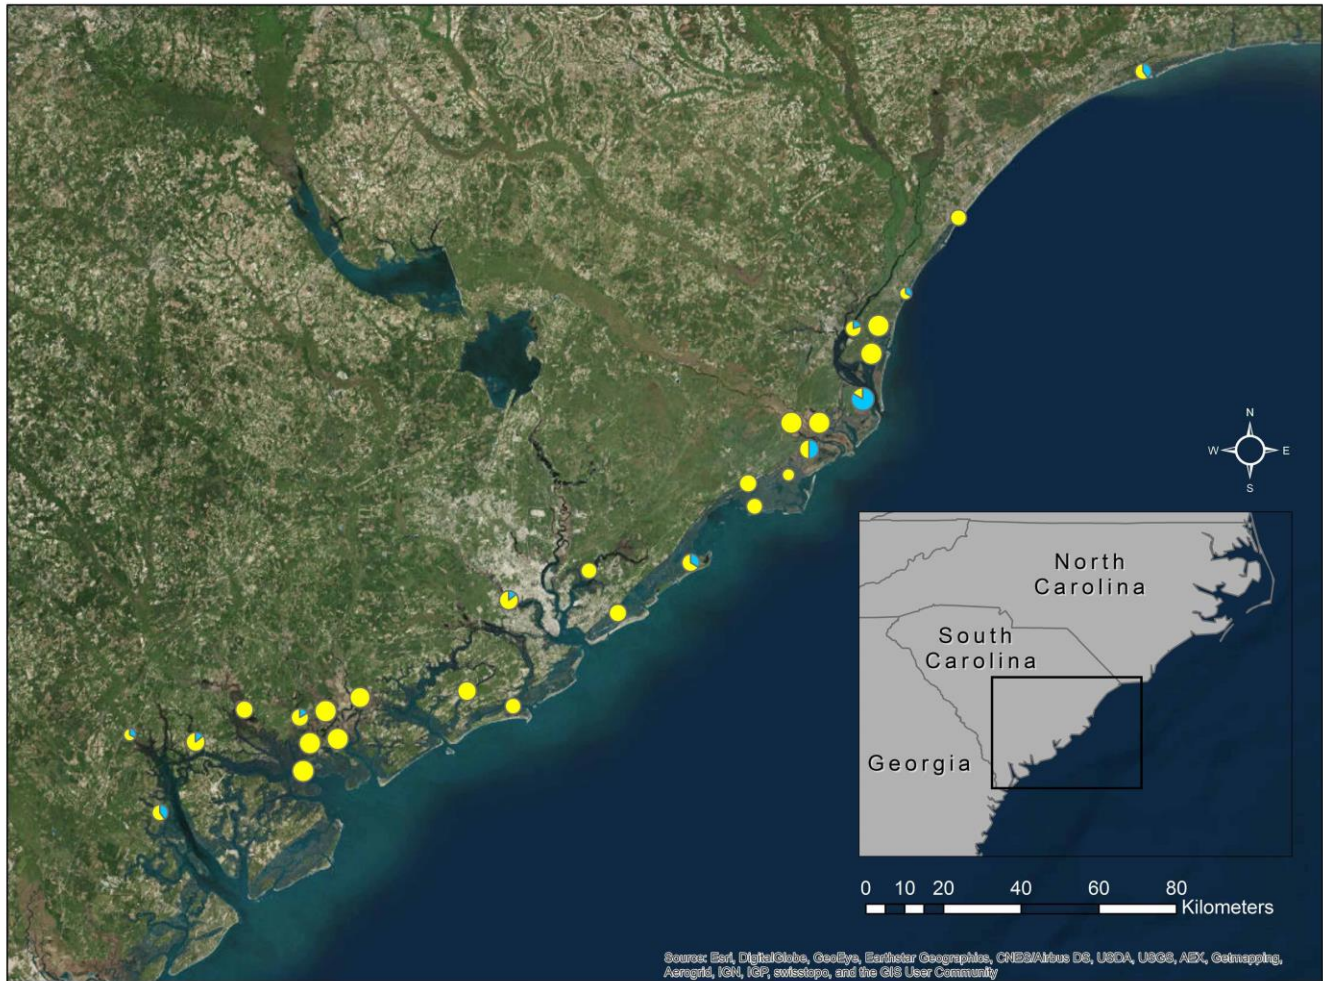 N
W E
S
North
Carolina
South
Carolina
Georgia
0 10 20 40 60 80
Kilometers
Source: Esri, DigitalGlobe, GeoEye, Earthstar Geographics, CNES/Airbus DS, USDA, USGS, AEX, Getmapping,
Aerogrid, IGN, IGP, swisstopo, and the GIS User Community